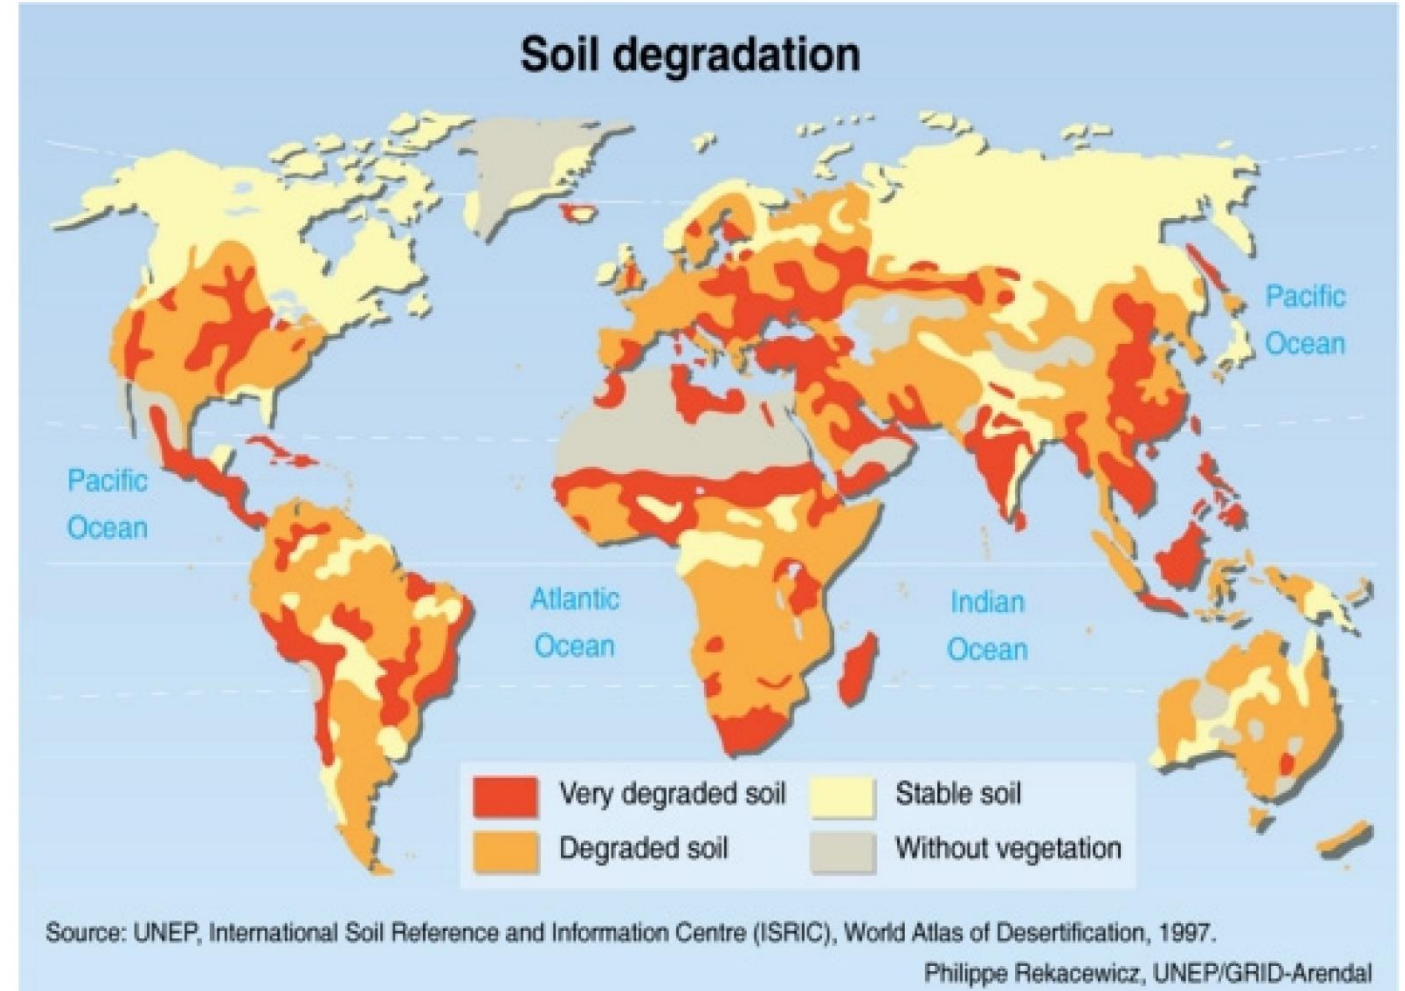 Soil degradation
Pacific
Ocean
Pacific
Ocean
Atlantic
Ocean
Indian
Ocean
Very degraded soil
Stable soil
Degraded soil
Without vegetation
Source: UNEP, International Soil Reference and Information Centre (ISRIC), World Atlas of Desertification, 1997.
Philippe Rekacewicz, UNEP/GRID-Arendal